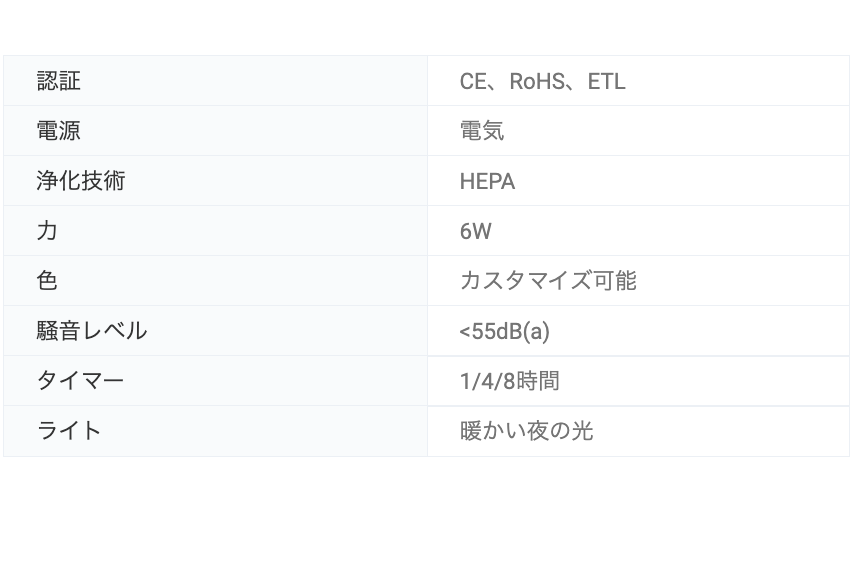 認証 CE、RoHS、ETL
電源 電気
浄化技術 HEPA
力 6W
色 カスタマイズ可能
騒音レベル <55dB(a)
タイマー 1/4/8時間
ライト 暖かい夜の光